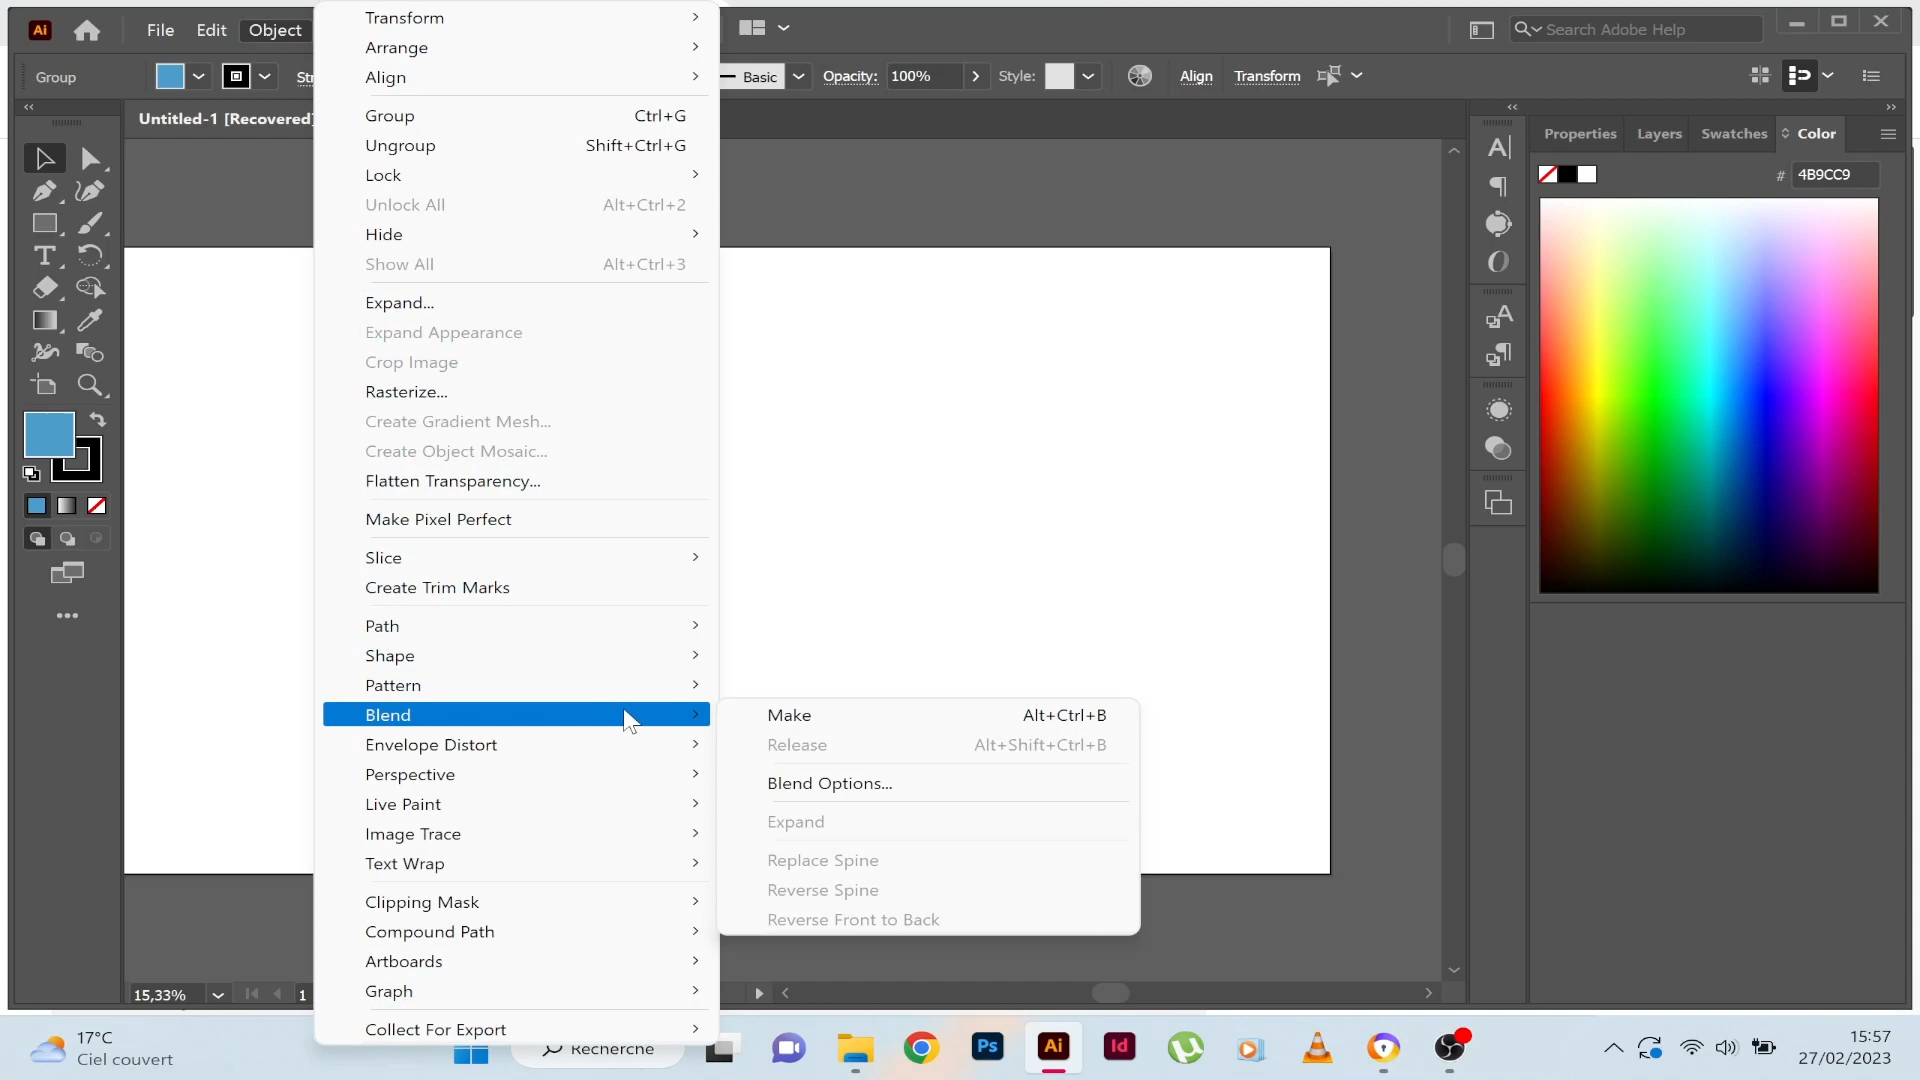 Ai
File
Edit
Object
Search Adobe Help
Group
Basic
Opacity:
100%
Style:
Align
Transform
Untitled-1 [Recovered]
Transform
Arrange
Align
Group
Ctrl+G
Ungroup
Shift+Ctrl+G
Lock
Unlock All
Alt+Ctrl+2
Hide
Show All
Alt+Ctrl+3
Expand...
Expand Appearance
Crop Image
Rasterize...
Create Gradient Mesh...
Create Object Mosaic...
Flatten Transparency...
Make Pixel Perfect
Slice
Create Trim Marks
Path
Shape
Pattern
Blend
Envelope Distort
Perspective
Live Paint
Image Trace
Text Wrap
Clipping Mask
Compound Path
Artboards
Graph
Collect For Export
Make
Alt+Ctrl+B
Release
Alt+Shift+Ctrl+B
Blend Options...
Expand
Replace Spine
Reverse Spine
Reverse Front to Back
Properties
Layers
Swatches
Color
# 4B9CC9
15,33%
1
17°C
Ciel couvert
Recherche
Ps
Ai
Id
15:57
27/02/2023